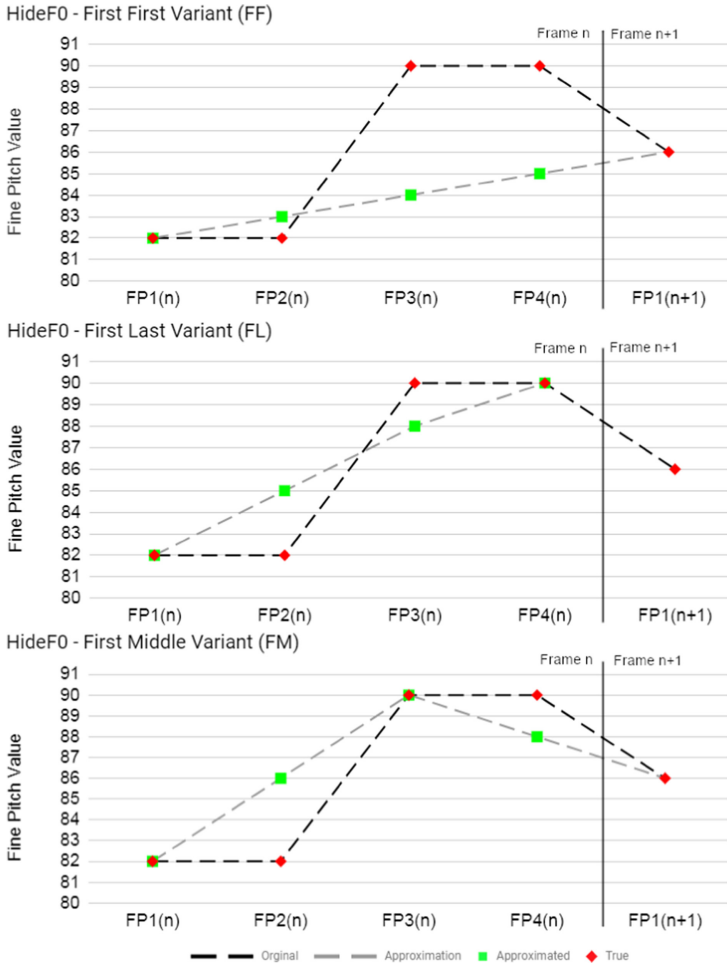 HideF0 - First First Variant (FF)
Frame n Frame n+1
Fine Pitch Value
91
90
89
88
87
86
85
84
83
82
81
80
FP1(n) FP2(n) FP3(n) FP4(n) FP1(n+1)
HideF0 - First Last Variant (FL)
Frame n Frame n+1
Fine Pitch Value
91
90
89
88
87
86
85
84
83
82
81
80
FP1(n) FP2(n) FP3(n) FP4(n) FP1(n+1)
HideF0 - First Middle Variant (FM)
Frame n Frame n+1
Fine Pitch Value
91
90
89
88
87
86
85
84
83
82
81
80
FP1(n) FP2(n) FP3(n) FP4(n) FP1(n+1)
Orginal Approximation Approximated True